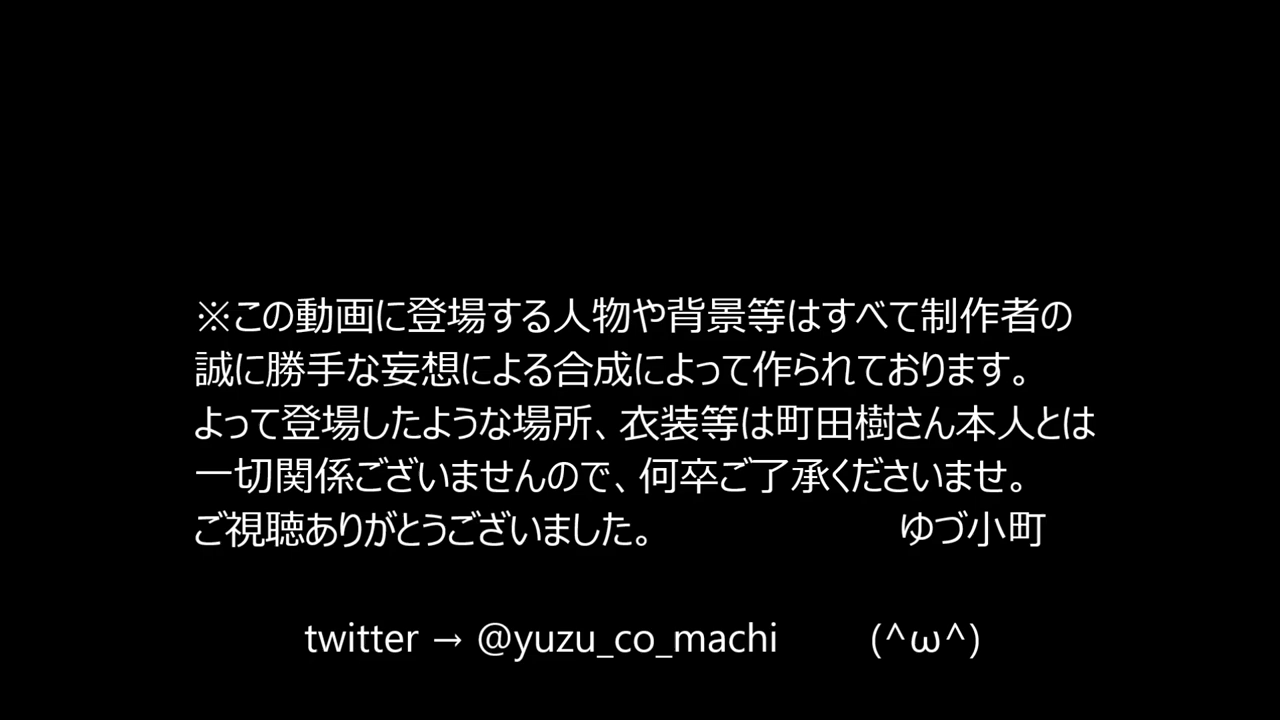 ※この動画に登場する人物や背景等はすべて制作者の
誠に勝手な妄想による合成によって作られております。
よって登場したような場所、衣装等は町田樹さん本人とは
一切関係ございませんので、何卒ご了承くださいませ。
ご視聴ありがとうございました。 ゆづ小町
twitter → @yuzu_co_machi (^ω^)